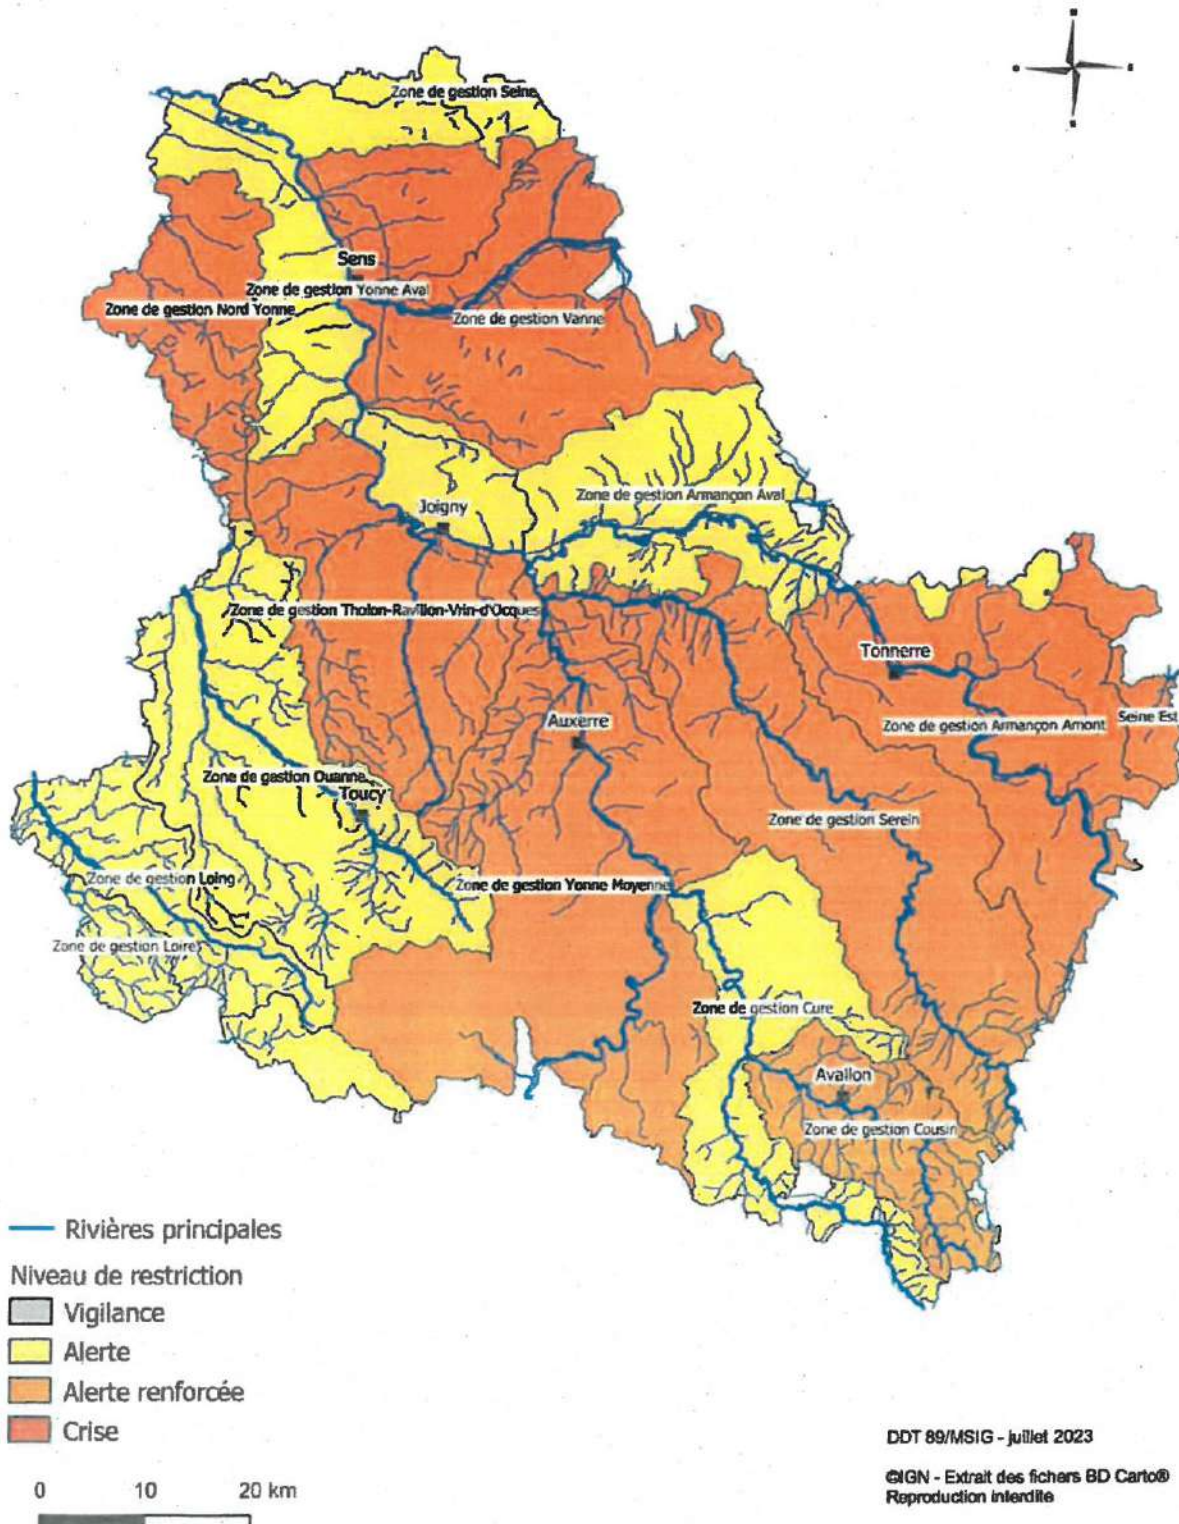 Zone de gestion Seine
Sens
Zone de gestion Yonne Aval
Zone de gestion Nord Yonne
Zone de gestion Vanne
Zone de gestion Armançon Aval
Joigny
Zone de gestion Tholon-Ravillon-Vrin-d'Ocques
Tonnerre
Auxerre
Zone de gestion Armançon Amont
Seine Est
Zone de gestion Ouanne
Toucy
Zone de gestion Serein
Zone de gestion Loing
Zone de gestion Yonne Moyenne
Zone de gestion Loire
Zone de gestion Cure
Avallon
Zone de gestion Cousin
Rivières principales
Niveau de restriction
Vigilance
Alerte
Alerte renforcée
Crise
DDT 89/MSIG - juillet 2023
©IGN - Extrait des fichers BD Carto®
Reproduction interdite
0 10 20 km